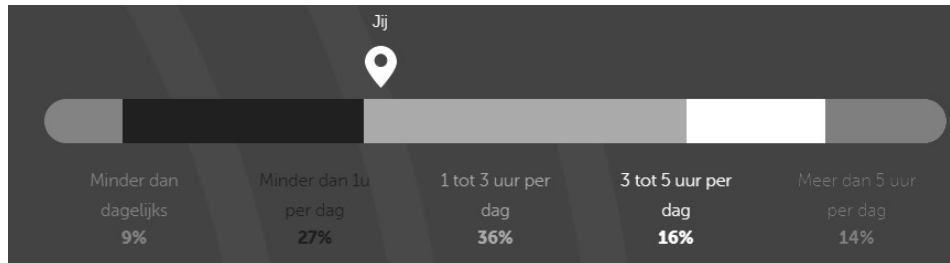 Jij
Minder dan
dagelijks
9%
Minder dan 1u
per dag
27%
1 tot 3 uur per
dag
36%
3 tot 5 uur per
dag
16%
Meer dan 5 uur
per dag
14%